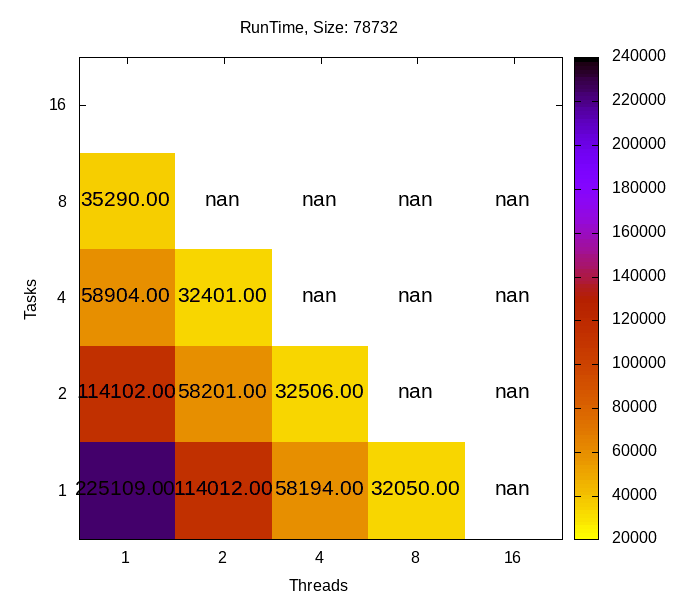 RunTime, Size: 78732
240000
220000
200000
180000
160000
140000
120000
100000
80000
60000
40000
20000
Tasks
16
8 35290.00 nan nan nan nan
4 58904.00 32401.00 nan nan nan
2 114102.00 58201.00 32506.00 nan nan
1 225109.00 114012.00 58194.00 32050.00 nan
1 2 4 8 16
Threads